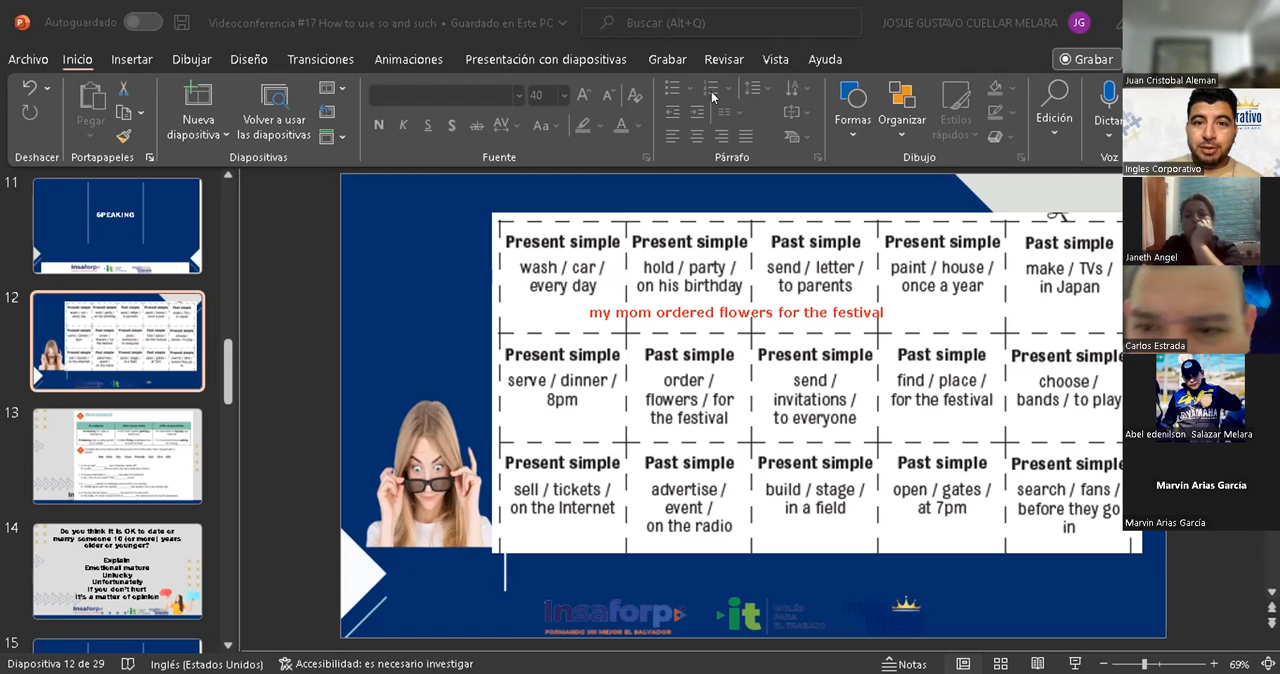 Autoguardado
Videoconferencia #17 How to use so and such • Guardado en Este PC
Buscar (Alt+Q)
JOSUE GUSTAVO CUELLAR MELARA
JG
Archivo Inicio Insertar Dibujar Diseño Transiciones Animaciones Presentación con diapositivas Grabar Revisar Vista Ayuda
Grabar
Pegar
Nueva diapositiva
Volver a usar las diapositivas
40
N K S S ab AV Aa A
Formas
Organizar
Estilos rápidos
Edición
Dictar
Deshacer Portapapeles Diapositivas Fuente Párrafo Dibujo Voz
11
SPEAKING
12
13
14
Do you think it is OK to date or
marry someone 10 (or more) years
older or younger?
Explain
Emotional mature
Unlucky
Unfortunately
if you don't hurt
it's a matter of opinion
15
Present simple
wash / car /
every day
Present simple
hold / party /
on his birthday
Past simple
send / letter /
to parents
Present simple
paint / house /
once a year
Past simple
make / TVs /
in Japan
my mom ordered flowers for the festival
Present simple
serve / dinner /
8pm
Past simple
order /
flowers / for
the festival
Present simple
send /
invitations /
to everyone
Past simple
find / place /
for the festival
Present simple
choose /
bands / to play
Present simple
sell / tickets /
on the Internet
Past simple
advertise /
event /
on the radio
Present simple
build / stage /
in a field
Past simple
open / gates /
at 7pm
Present simple
search / fans /
before they go
in
Insaforp
FORMANDO UN MEJOR EL SALVADOR
it
INGLÉS
PARA
EL TRABAJO
Juan Cristobal Aleman
Ingles Corporativo
Janeth Angel
Carlos Estrada
YAMAHA
Abel edenilson Salazar Melara
Marvin Arias García
Marvin Arias García
Diapositiva 12 de 29
Inglés (Estados Unidos)
Accesibilidad: es necesario investigar
Notas
69%